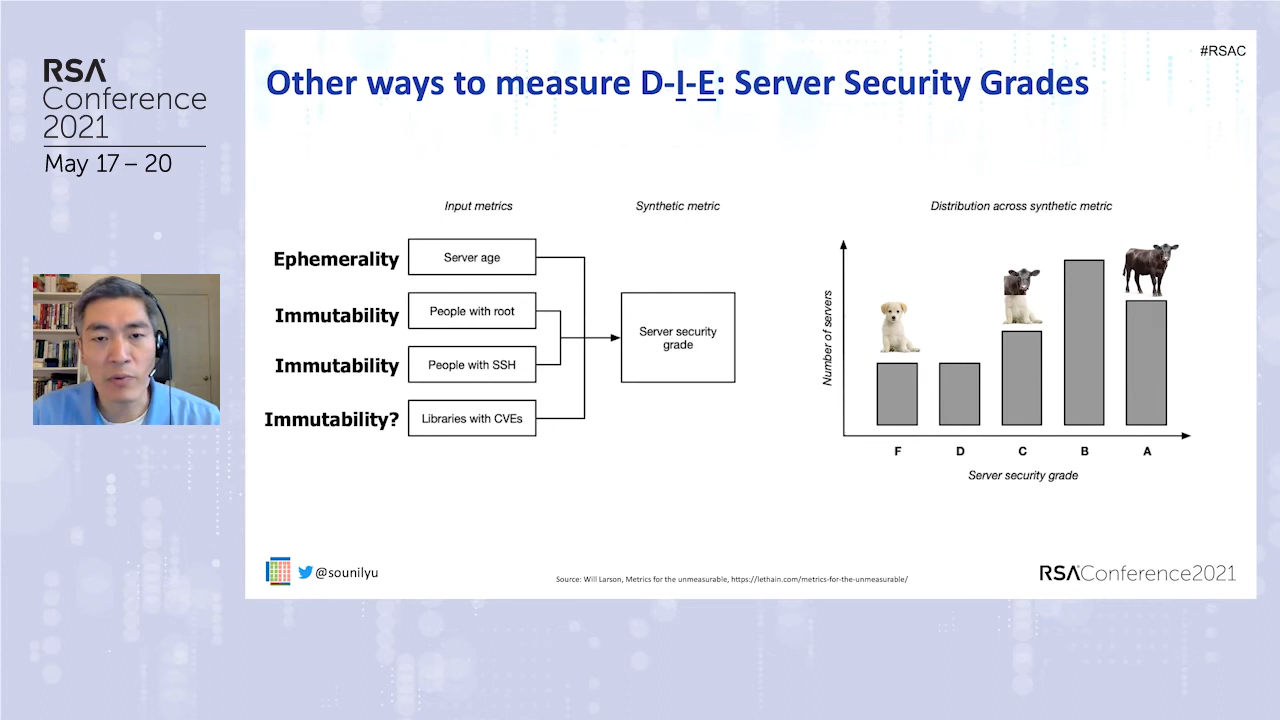 RSA
Conference
2021
May 17 – 20
#RSAC
Other ways to measure D-I-E: Server Security Grades
Input metrics
Synthetic metric
Ephemerality
Server age
Immutability
People with root
Immutability
People with SSH
Immutability?
Libraries with CVEs
Server security
grade
Distribution across synthetic metric
Number of servers
F D C B A
Server security grade
@sounilyu
Source: Will Larson, Metrics for the unmeasurable, https://lethain.com/metrics-for-the-unmeasurable/
RSAConference2021